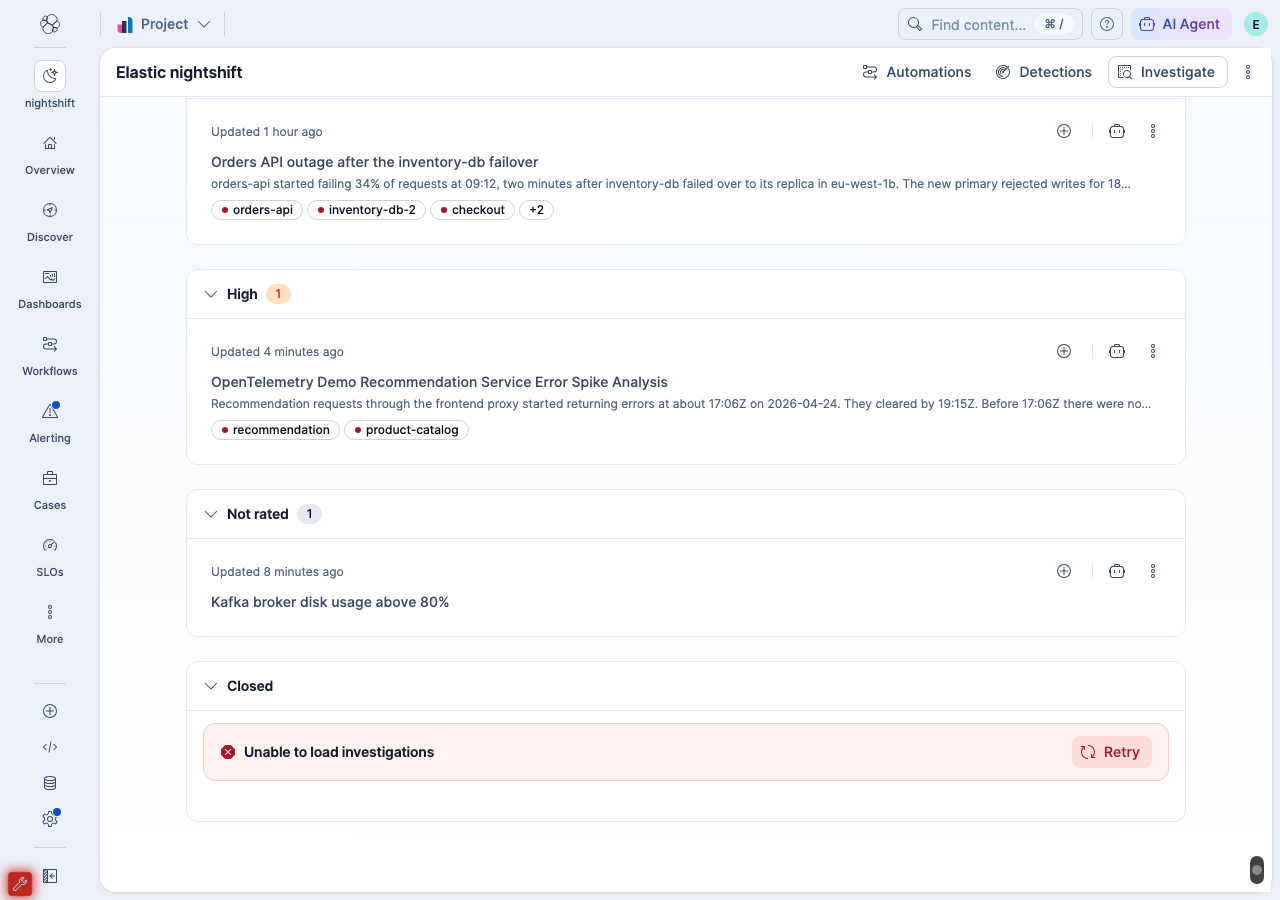 Project
Find content...
⌘ /
AI Agent
E
nightshift
Overview
Discover
Dashboards
Workflows
Alerting
Cases
SLOs
More
Elastic nightshift
Automations
Detections
Investigate
Updated 1 hour ago
Orders API outage after the inventory-db failover
orders-api started failing 34% of requests at 09:12, two minutes after inventory-db failed over to its replica in eu-west-1b. The new primary rejected writes for 18…
orders-api
inventory-db-2
checkout
+2
High
1
Updated 4 minutes ago
OpenTelemetry Demo Recommendation Service Error Spike Analysis
Recommendation requests through the frontend proxy started returning errors at about 17:06Z on 2026-04-24. They cleared by 19:15Z. Before 17:06Z there were no…
recommendation
product-catalog
Not rated
1
Updated 8 minutes ago
Kafka broker disk usage above 80%
Closed
Unable to load investigations
Retry